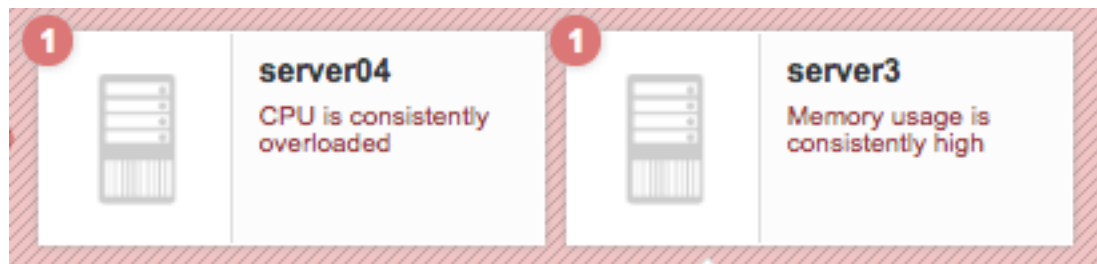 1
server04
CPU is consistently
overloaded
1
server3
Memory usage is
consistently high